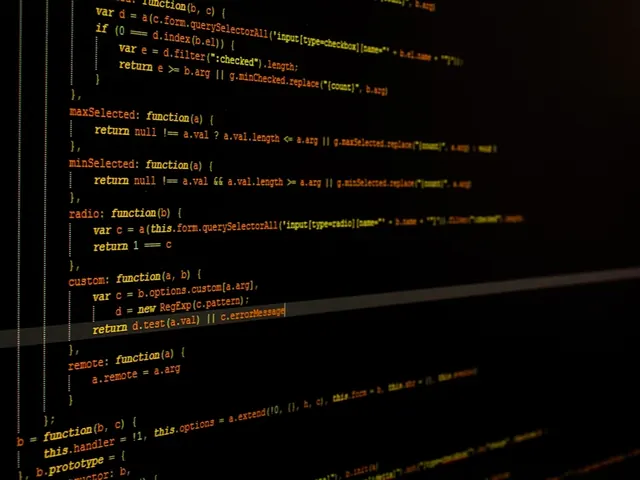 function(b, c) {
var d = a(c.form.querySelectorAll('input[type=checkbox][name="' + b.el.name + '"]'));
if (0 === d.index(b.el)) {
var e = d.filter(":checked").length;
return e >= b.arg || g.minChecked.replace("{count}", b.arg)
}
},
maxSelected: function(a) {
return null !== a.val ? a.val.length <= a.arg || g.maxSelected.replace("{count}", a.arg) : void 0
},
minSelected: function(a) {
return null !== a.val && a.val.length >= a.arg || g.minSelected.replace("{count}", a.arg)
},
radio: function(b) {
var c = a(this.form.querySelectorAll('input[type=radio][name="' + b.name + '"]')).filter(":checked").length;
return 1 === c
},
custom: function(a, b) {
var c = b.options.custom[a.arg],
d = new RegExp(c.pattern);
return d.test(a.val) || c.errorMessage
},
remote: function(a) {
a.remote = a.arg
}
};
b = function(b, c) {
this.handler = !1, this.options = a.extend(!0, {}, h, c), this.form = b, this.str = {}, this
}, b.prototype = {
b,
b.init(